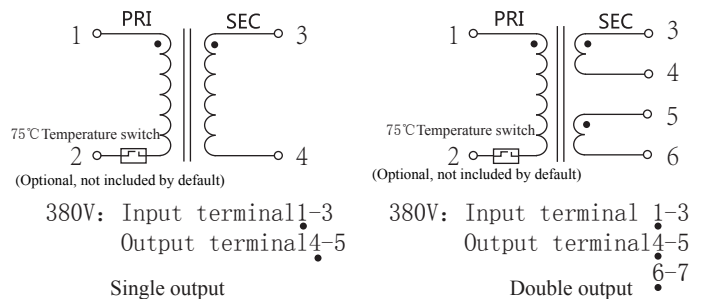 PRI SEC
1 3
75℃Temperature switch
2 4
(Optional, not included by default)
380V: Input terminal1-3
Output terminal4-5
Single output
PRI SEC
1 3
4
75℃Temperature switch
5
2 6
(Optional, not included by default)
380V: Input terminal 1-3
Output terminal4-5
6-7
Double output